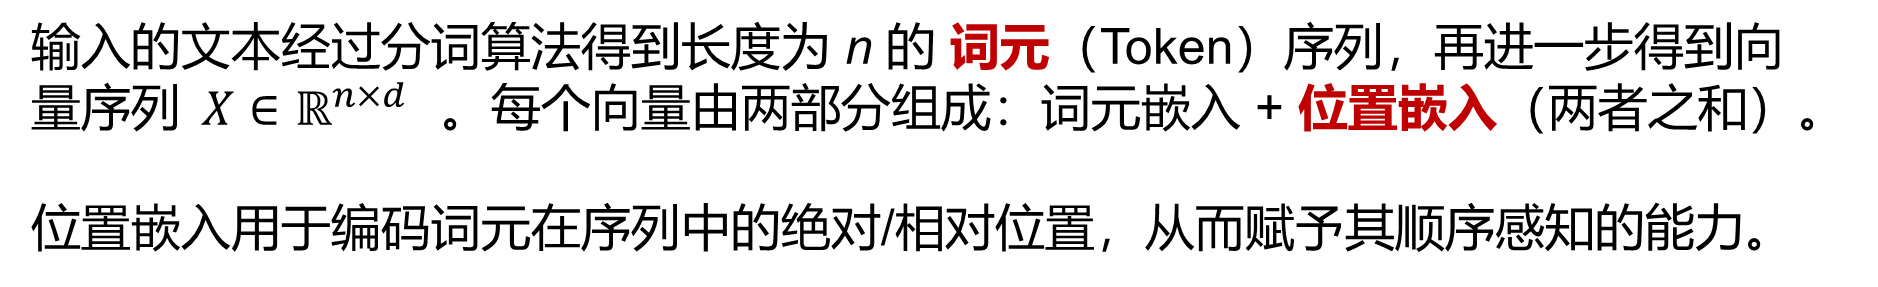 输入的文本经过分词算法得到长度为 n 的 词元（Token）序列，再进一步得到向
量序列 X ∈ ℝⁿˣᵈ 。每个向量由两部分组成：词元嵌入 + 位置嵌入（两者之和）。
位置嵌入用于编码词元在序列中的绝对/相对位置，从而赋予其顺序感知的能力。